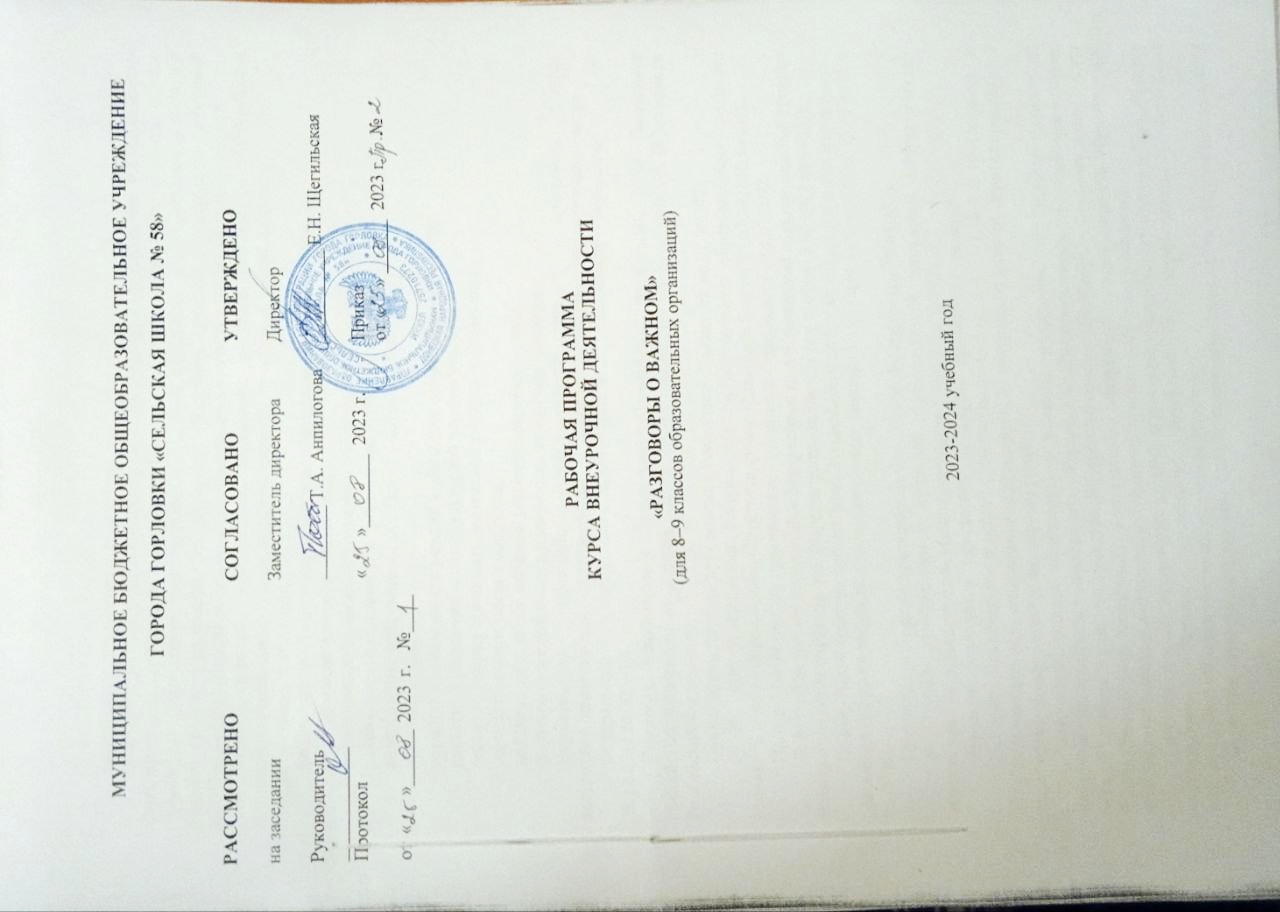 МУНИЦИПАЛЬНОЕ БЮДЖЕТНОЕ ОБЩЕОБРАЗОВАТЕЛЬНОЕ УЧРЕЖДЕНИЕ
ГОРОДА ГОРЛОВКИ «СЕЛЬСКАЯ ШКОЛА № 58»
РАССМОТРЕНО
на заседании
Руководитель
Протокол
от «25» 08 2023 г. № 1
СОГЛАСОВАНО
Заместитель директора
Т.А. Анпилогова
«25» 08 2023 г.
УТВЕРЖДЕНО
Директор
Е.Н. Щегильская
Приказ
от «25» 08 2023 г. пр. № 2
РАБОЧАЯ ПРОГРАММА
КУРСА ВНЕУРОЧНОЙ ДЕЯТЕЛЬНОСТИ
«РАЗГОВОРЫ О ВАЖНОМ»
(для 8–9 классов образовательных организаций)
2023-2024 учебный год